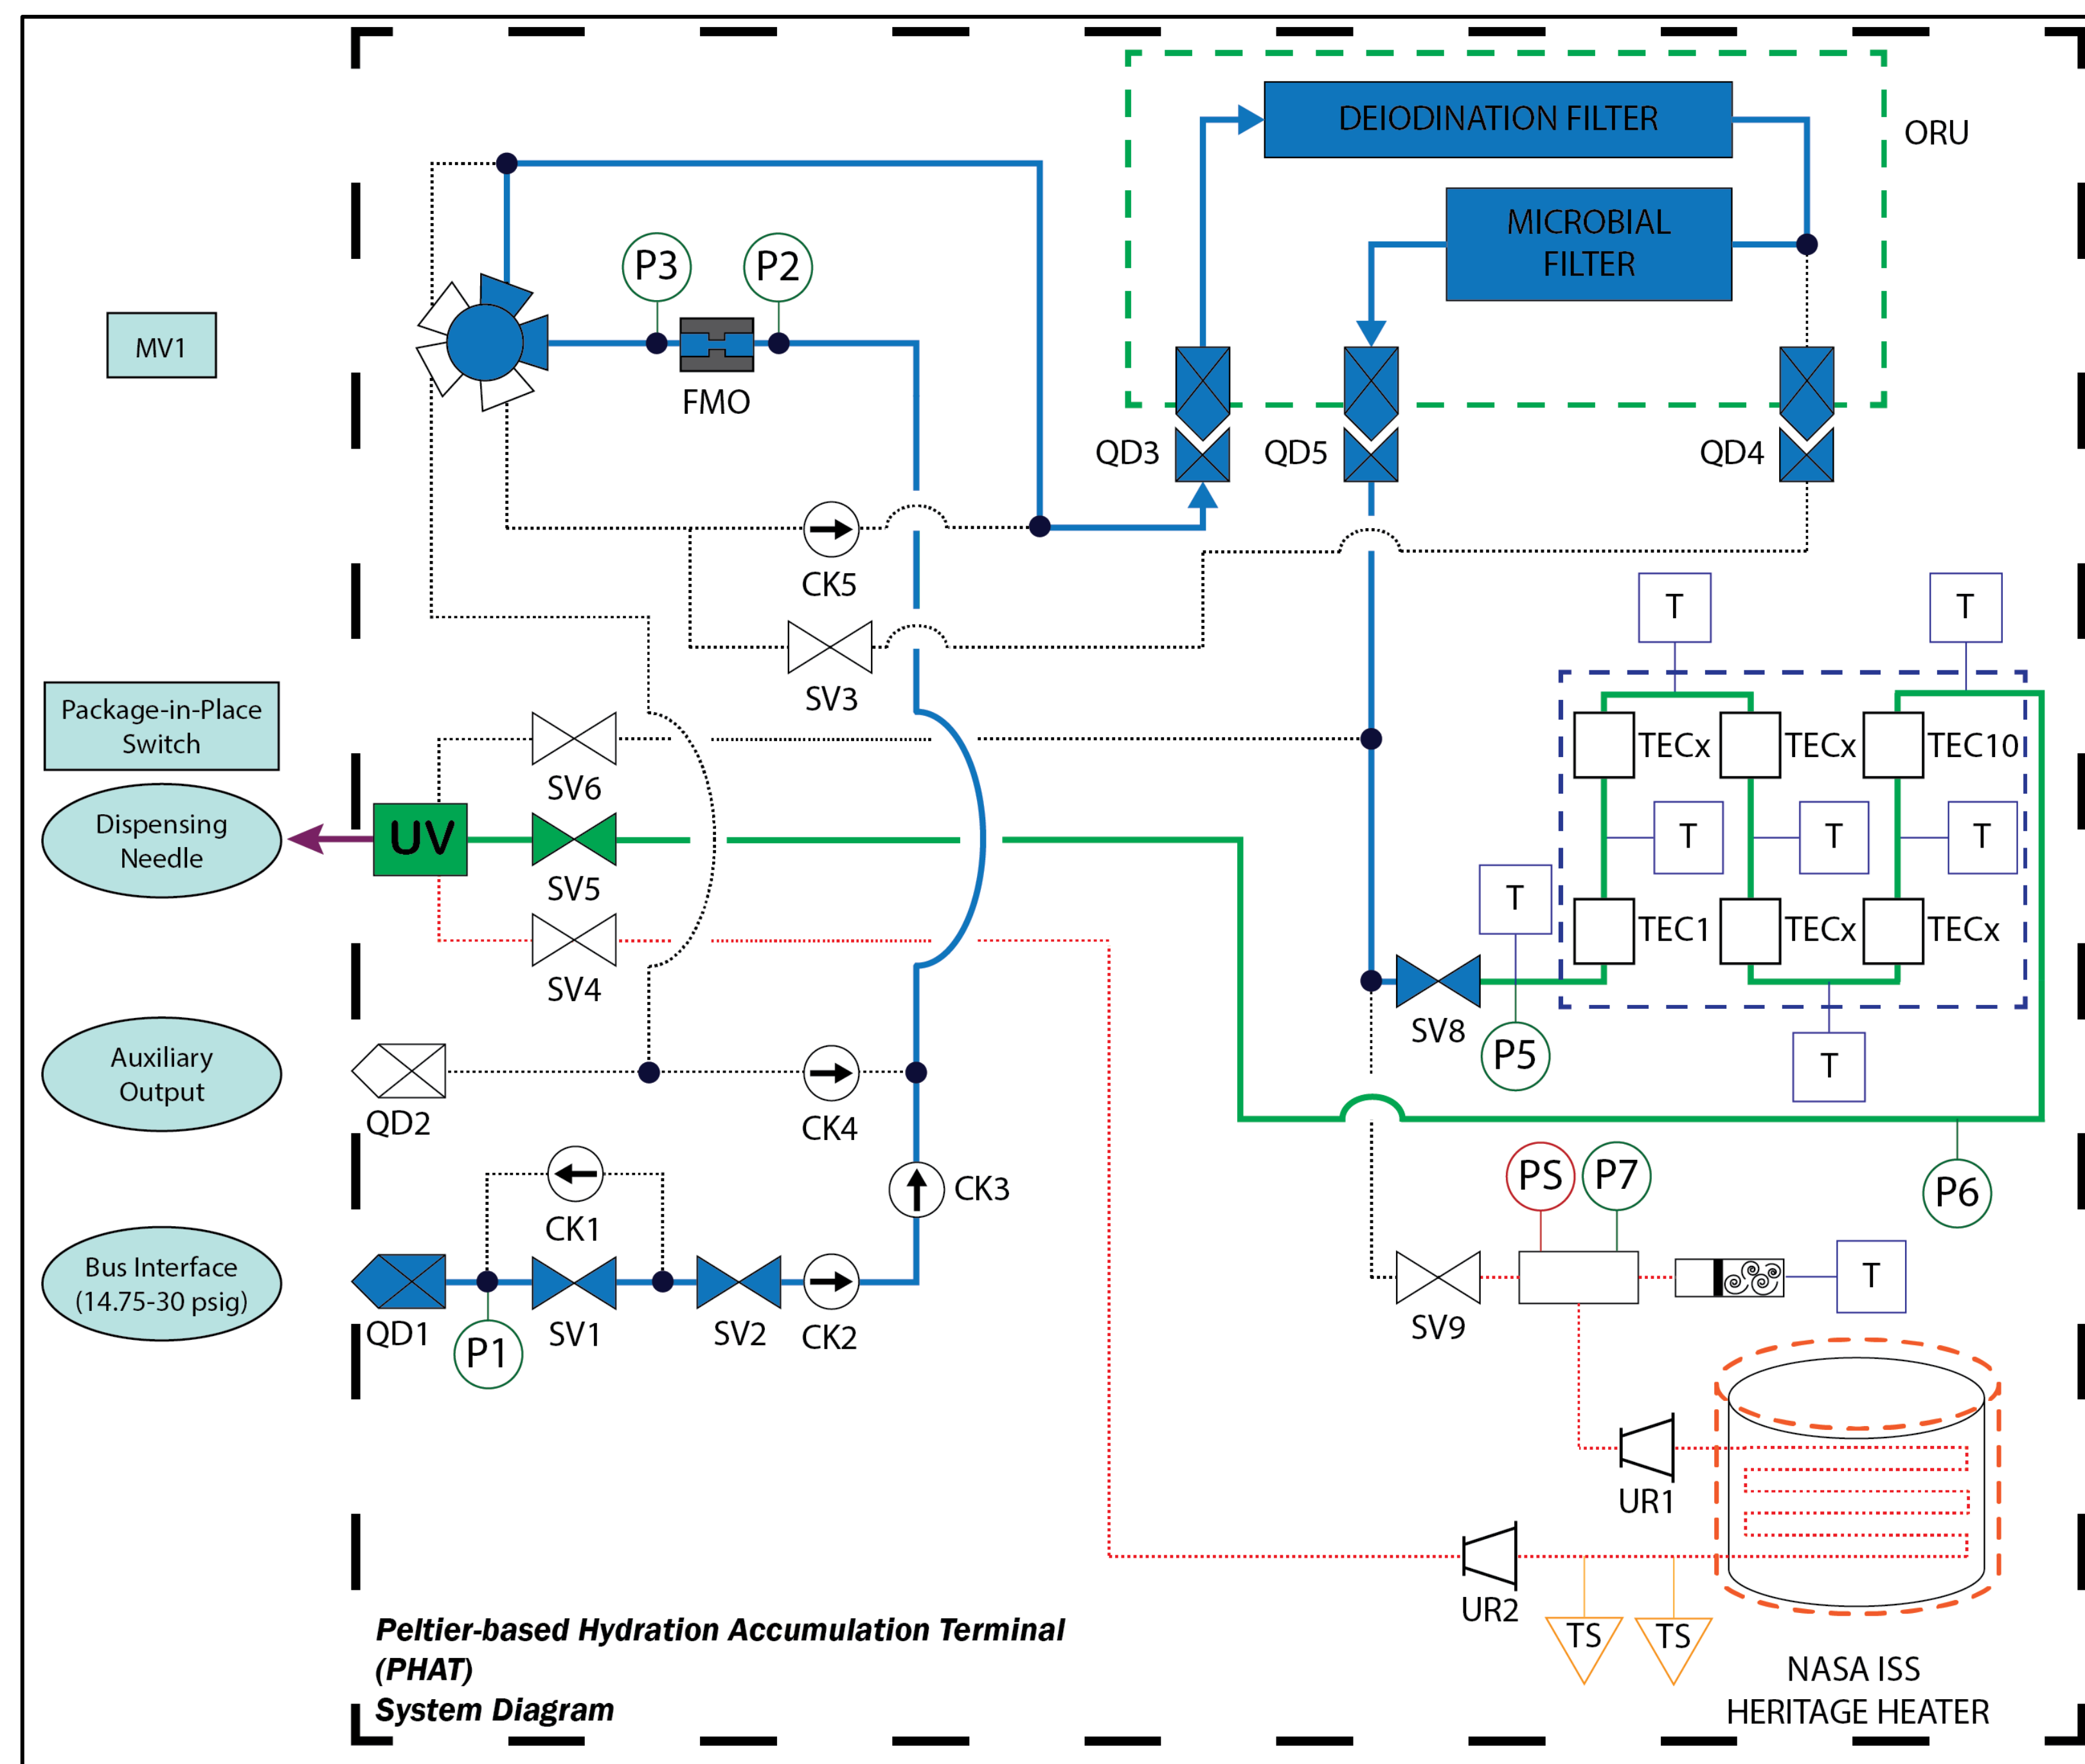 DEIODINATION FILTER
ORU
MICROBIAL
FILTER
P3
P2
MV1
FMO
QD3
QD5
QD4
CK5
T
T
SV3
Package-in-Place
Switch
TECx
TECx
TEC10
SV6
Dispensing
Needle
UV
T
T
T
SV5
T
TEC1
TECx
TECx
SV4
SV8
P5
T
Auxiliary
Output
QD2
CK4
CK3
PS
P7
P6
CK1
Bus Interface
(14.75-30 psig)
QD1
P1
SV1
SV2
CK2
SV9
T
UR1
UR2
TS
TS
Peltier-based Hydration Accumulation Terminal
(PHAT)
System Diagram
NASA ISS
HERITAGE HEATER